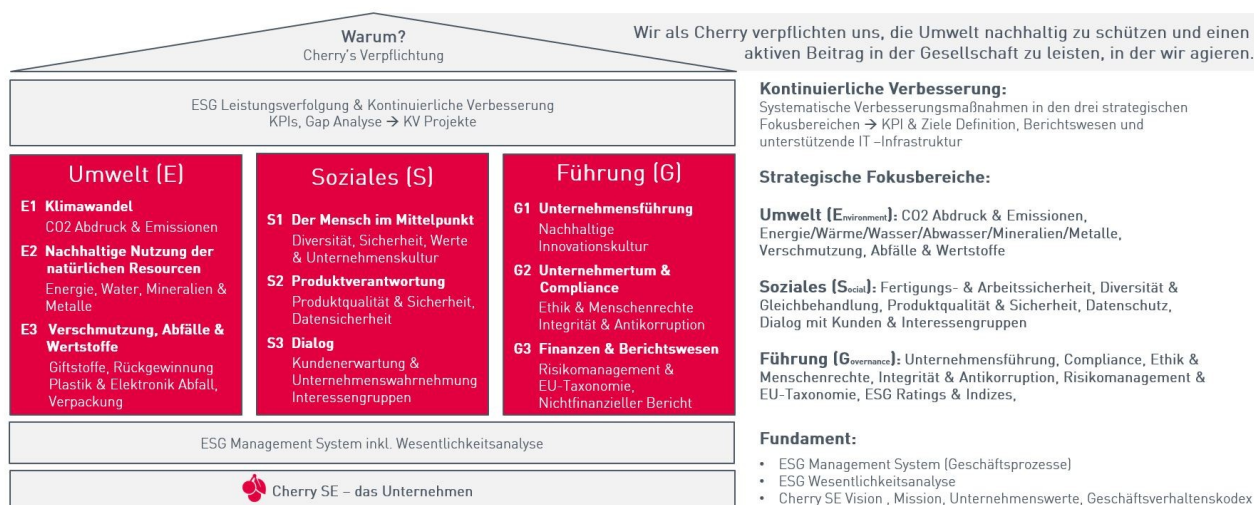 Warum?
Cherry's Verpflichtung
Wir als Cherry verpflichten uns, die Umwelt nachhaltig zu schützen und einen
aktiven Beitrag in der Gesellschaft zu leisten, in der wir agieren.
ESG Leistungsverfolgung & Kontinuierliche Verbesserung
KPIs, Gap Analyse → KV Projekte
Umwelt (E)
E1 Klimawandel
CO2 Abdruck & Emissionen
E2 Nachhaltige Nutzung der
natürlichen Resourcen
Energie, Water, Mineralien &
Metalle
E3 Verschmutzung, Abfälle &
Wertstoffe
Giftstoffe, Rückgewinnung
Plastik & Elektronik Abfall,
Verpackung
Soziales (S)
S1 Der Mensch im Mittelpunkt
Diversität, Sicherheit, Werte
& Unternehmenskultur
S2 Produktverantwortung
Produktqualität & Sicherheit,
Datensicherheit
S3 Dialog
Kundenerwartung &
Unternehmenswahrnehmung
Interessengruppen
Führung (G)
G1 Unternehmensführung
Nachhaltige
Innovationskultur
G2 Unternehmertum &
Compliance
Ethik & Menschenrechte
Integrität & Antikorruption
G3 Finanzen & Berichtswesen
Risikomanagement &
EU-Taxonomie,
Nichtfinanzieller Bericht
ESG Management System inkl. Wesentlichkeitsanalyse
Cherry SE – das Unternehmen
Kontinuierliche Verbesserung:
Systematische Verbesserungsmaßnahmen in den drei strategischen
Fokusbereichen → KPI & Ziele Definition, Berichtswesen und
unterstützende IT –Infrastruktur
Strategische Fokusbereiche:
Umwelt (Environment): CO2 Abdruck & Emissionen,
Energie/Wärme/Wasser/Abwasser/Mineralien/Metalle,
Verschmutzung, Abfälle & Wertstoffe
Soziales (Social): Fertigungs- & Arbeitssicherheit, Diversität &
Gleichbehandlung, Produktqualität & Sicherheit, Datenschutz,
Dialog mit Kunden & Interessengruppen
Führung (Governance): Unternehmensführung, Compliance, Ethik &
Menschenrechte, Integrität & Antikorruption, Risikomanagement &
EU-Taxonomie, ESG Ratings & Indizes,
Fundament:
• ESG Management System (Geschäftsprozesse)
• ESG Wesentlichkeitsanalyse
• Cherry SE Vision , Mission, Unternehmenswerte, Geschäftsverhaltenskodex